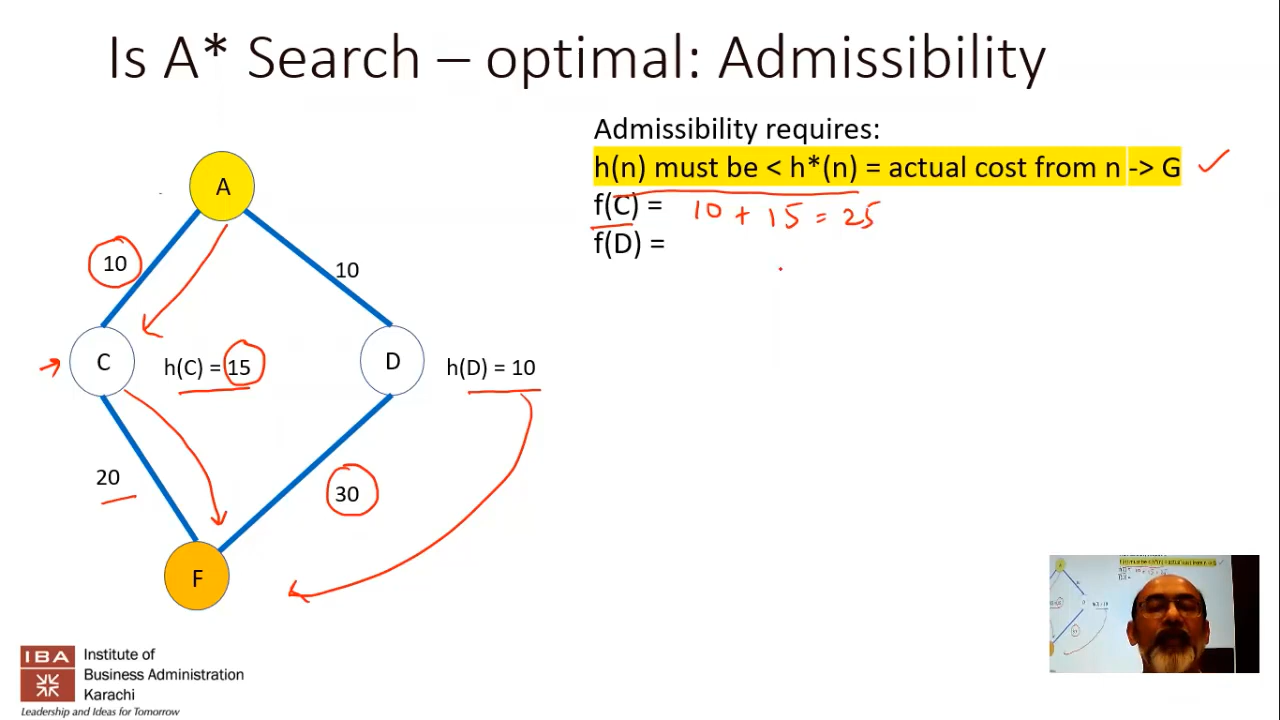 Is A* Search – optimal: Admissibility
Admissibility requires:
h(n) must be < h*(n) = actual cost from n -> G
f(C) = 10 + 15 = 25
f(D) =
A
10
10
C
h(C) = 15
D
h(D) = 10
20
30
F
IBA
Institute of
Business Administration
Karachi
Leadership and Ideas for Tomorrow